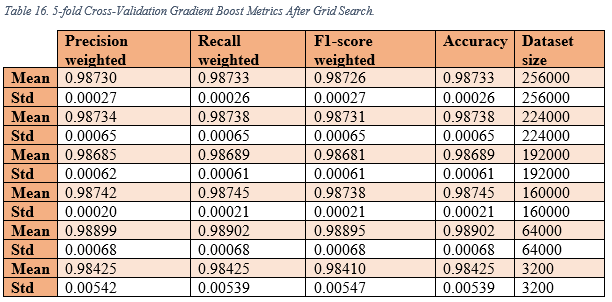 Table 16. 5-fold Cross-Validation Gradient Boost Metrics After Grid Search.
Precision weighted Recall weighted F1-score weighted Accuracy Dataset size
Mean 0.98730 0.98733 0.98726 0.98733 256000
Std 0.00027 0.00026 0.00027 0.00026 256000
Mean 0.98734 0.98738 0.98731 0.98738 224000
Std 0.00065 0.00065 0.00065 0.00065 224000
Mean 0.98685 0.98689 0.98681 0.98689 192000
Std 0.00062 0.00061 0.00061 0.00061 192000
Mean 0.98742 0.98745 0.98738 0.98745 160000
Std 0.00020 0.00021 0.00021 0.00021 160000
Mean 0.98899 0.98902 0.98895 0.98902 64000
Std 0.00068 0.00068 0.00068 0.00068 64000
Mean 0.98425 0.98425 0.98410 0.98425 3200
Std 0.00542 0.00539 0.00547 0.00539 3200